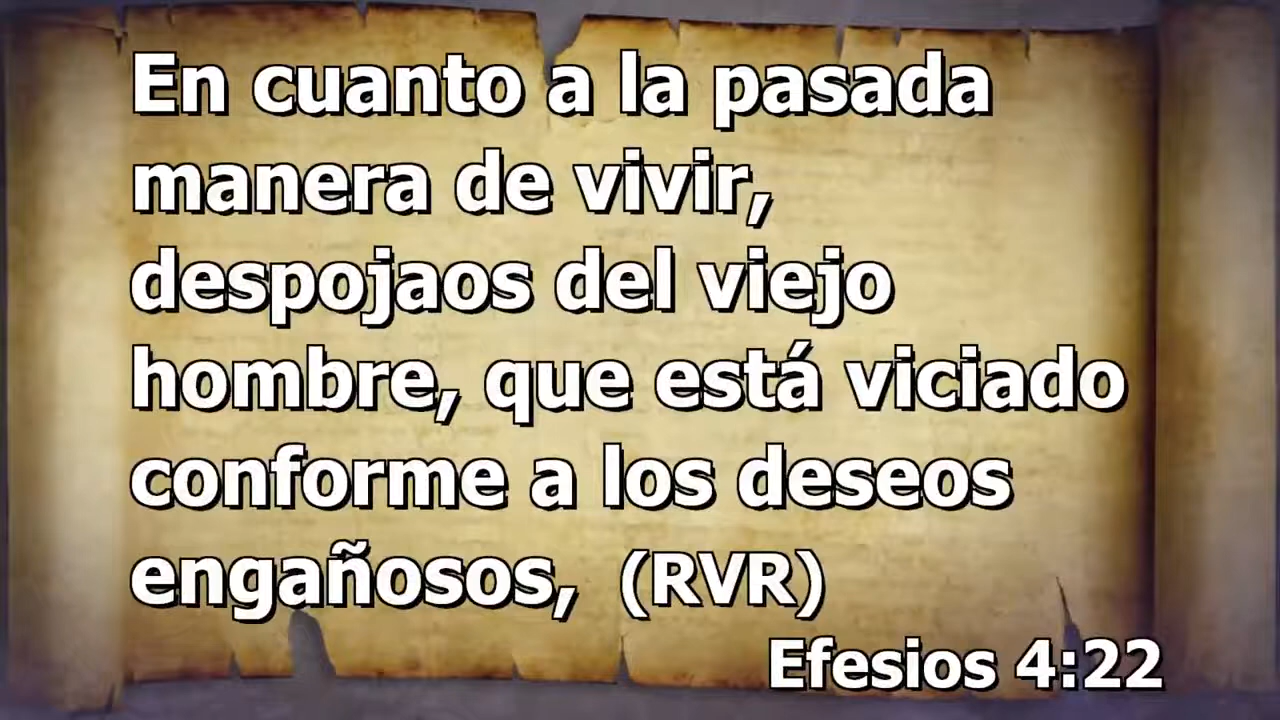 En cuanto a la pasada
manera de vivir,
despojaos del viejo
hombre, que está viciado
conforme a los deseos
engañosos, (RVR)
Efesios 4:22